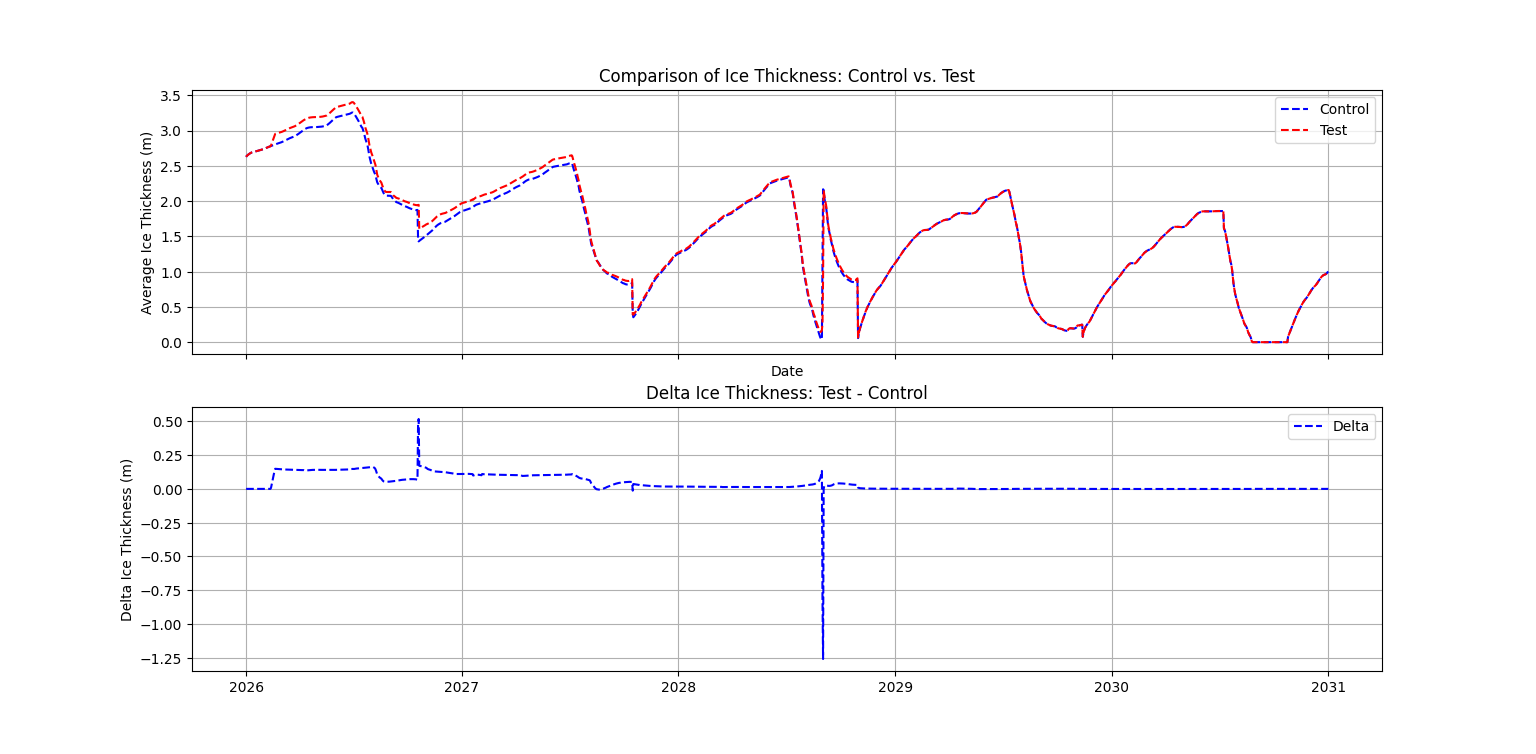 Comparison of Ice Thickness: Control vs. Test
Average Ice Thickness (m)
3.5
3.0
2.5
2.0
1.5
1.0
0.5
0.0
Control
Test
Date
Delta Ice Thickness: Test - Control
Delta Ice Thickness (m)
0.50
0.25
0.00
−0.25
−0.50
−0.75
−1.00
−1.25
Delta
2026
2027
2028
2029
2030
2031